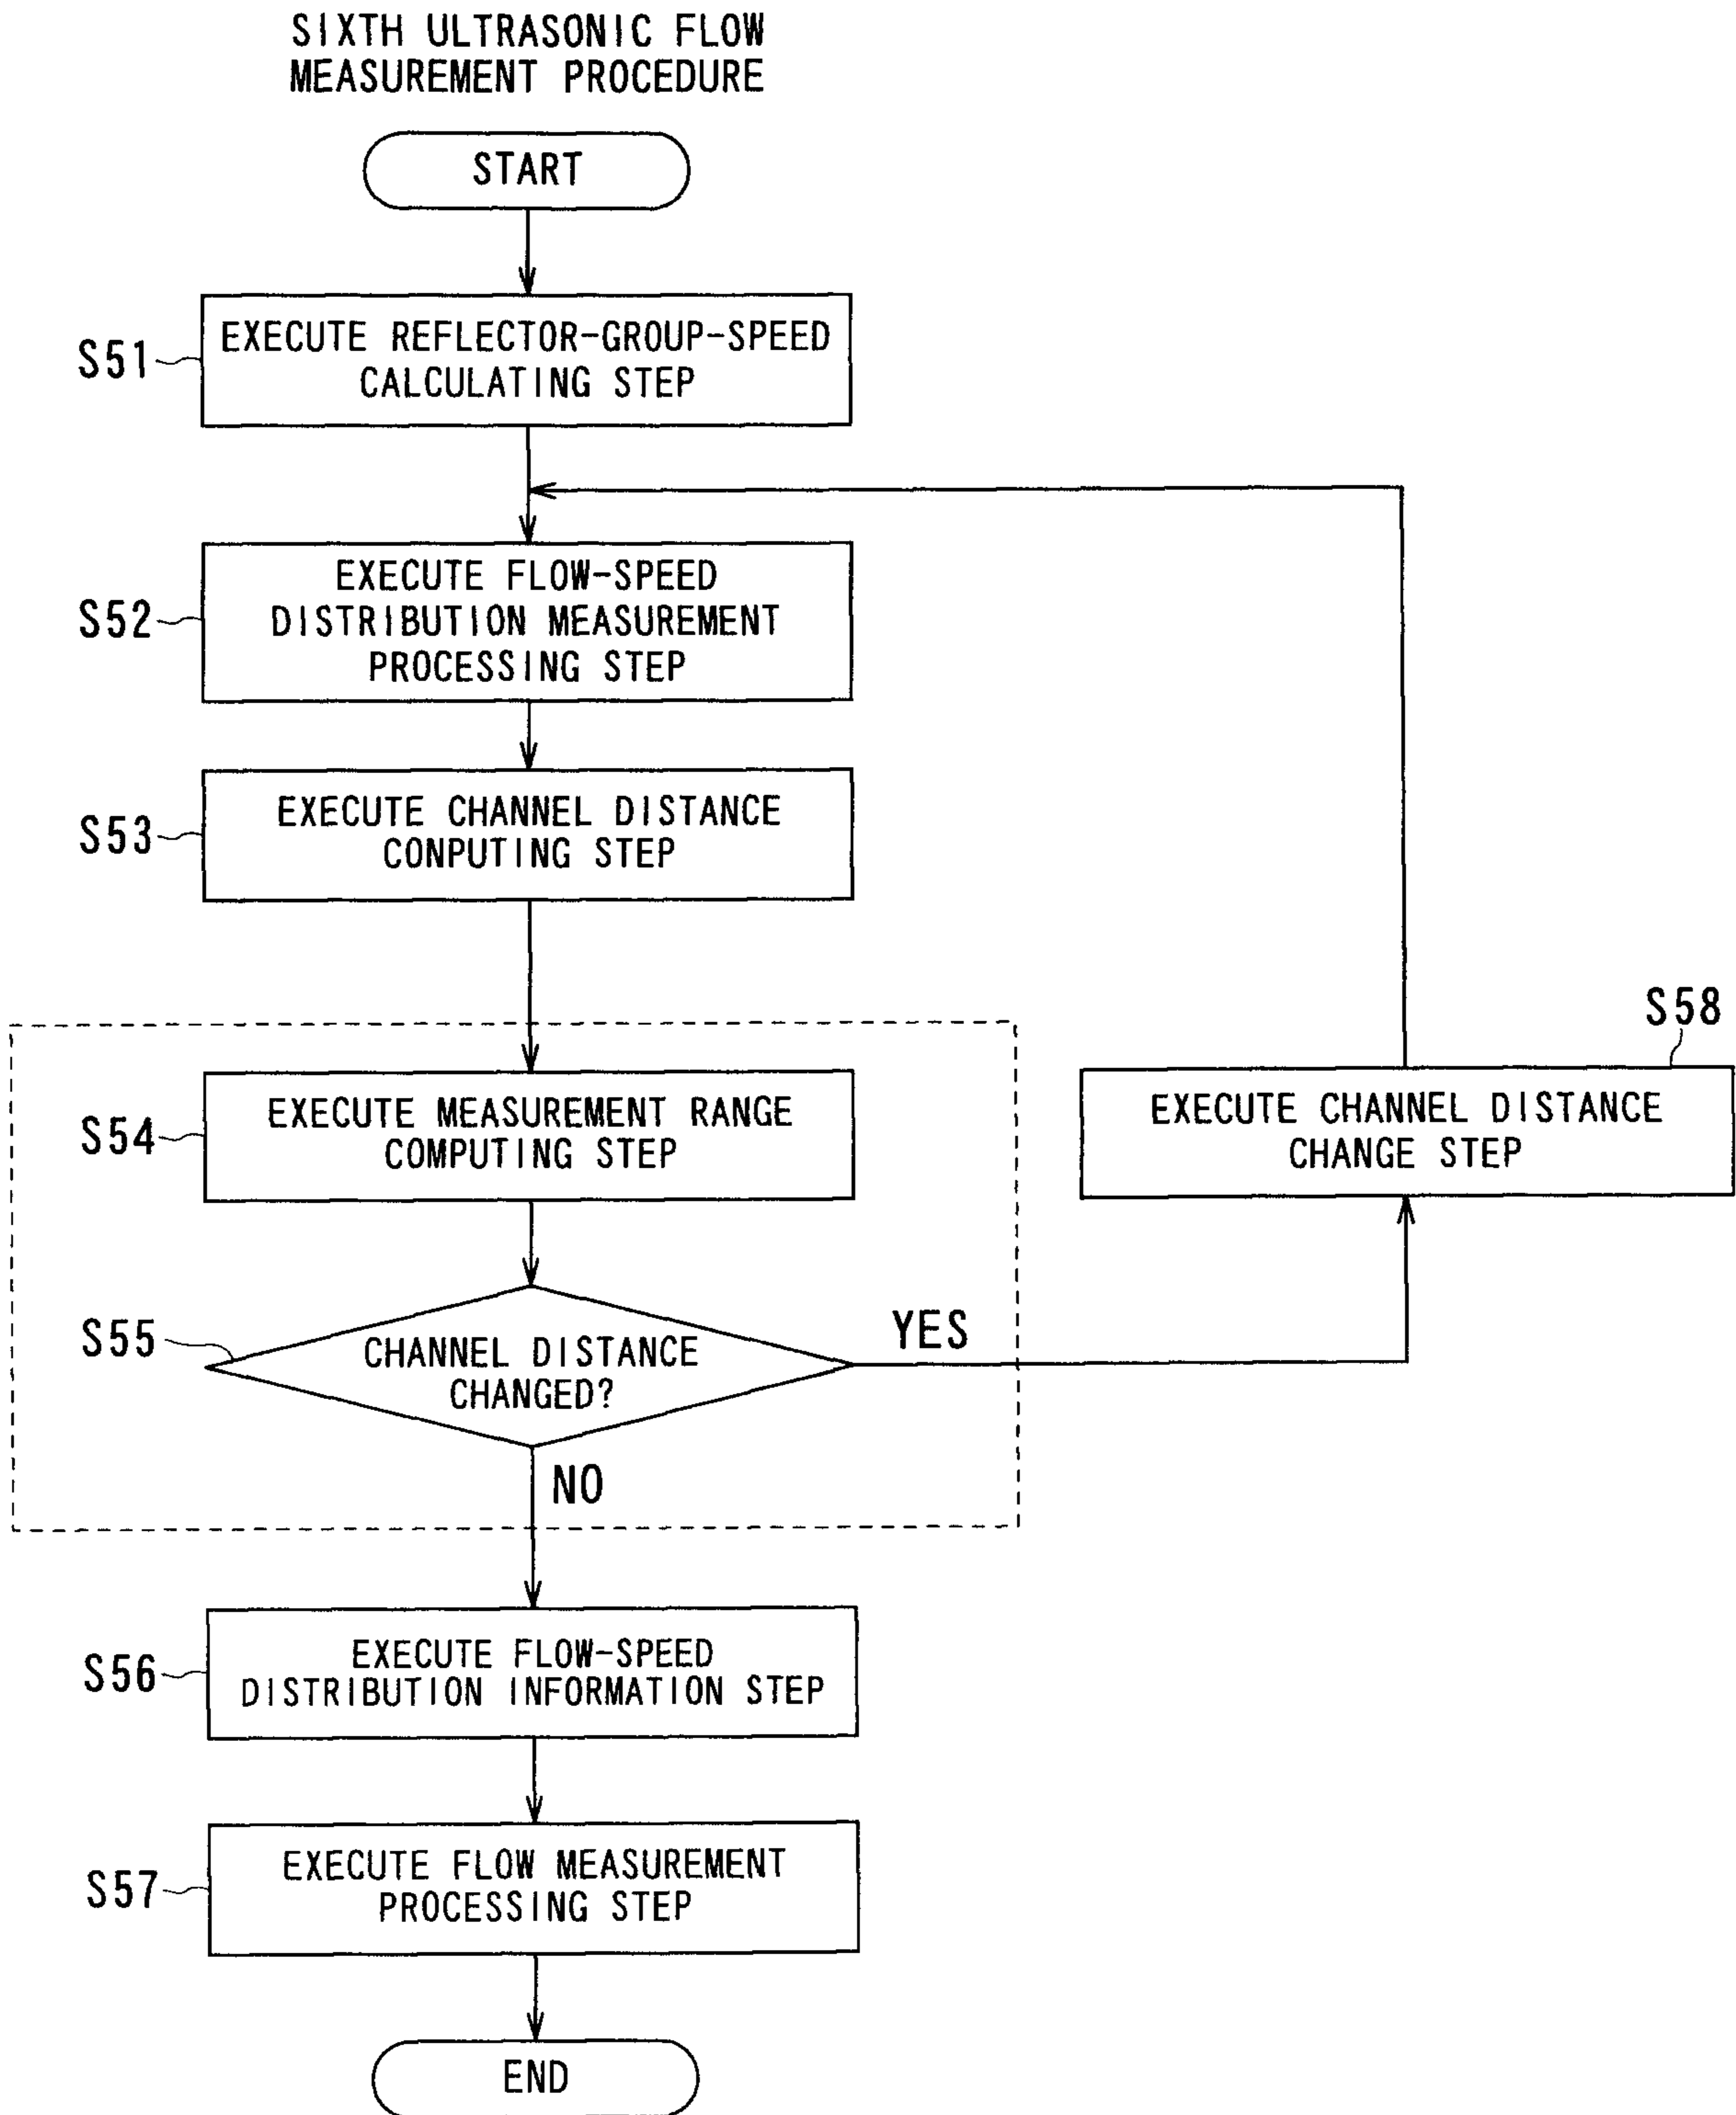 SIXTH ULTRASONIC FLOW
MEASUREMENT PROCEDURE
START
S51
EXECUTE REFLECTOR-GROUP-SPEED
CALCULATING STEP
S52
EXECUTE FLOW-SPEED
DISTRIBUTION MEASUREMENT
PROCESSING STEP
S53
EXECUTE CHANNEL DISTANCE
CONPUTING STEP
S54
EXECUTE MEASUREMENT RANGE
COMPUTING STEP
S58
EXECUTE CHANNEL DISTANCE
CHANGE STEP
S55
CHANNEL DISTANCE
CHANGED?
YES
NO
S56
EXECUTE FLOW-SPEED
DISTRIBUTION INFORMATION STEP
S57
EXECUTE FLOW MEASUREMENT
PROCESSING STEP
END